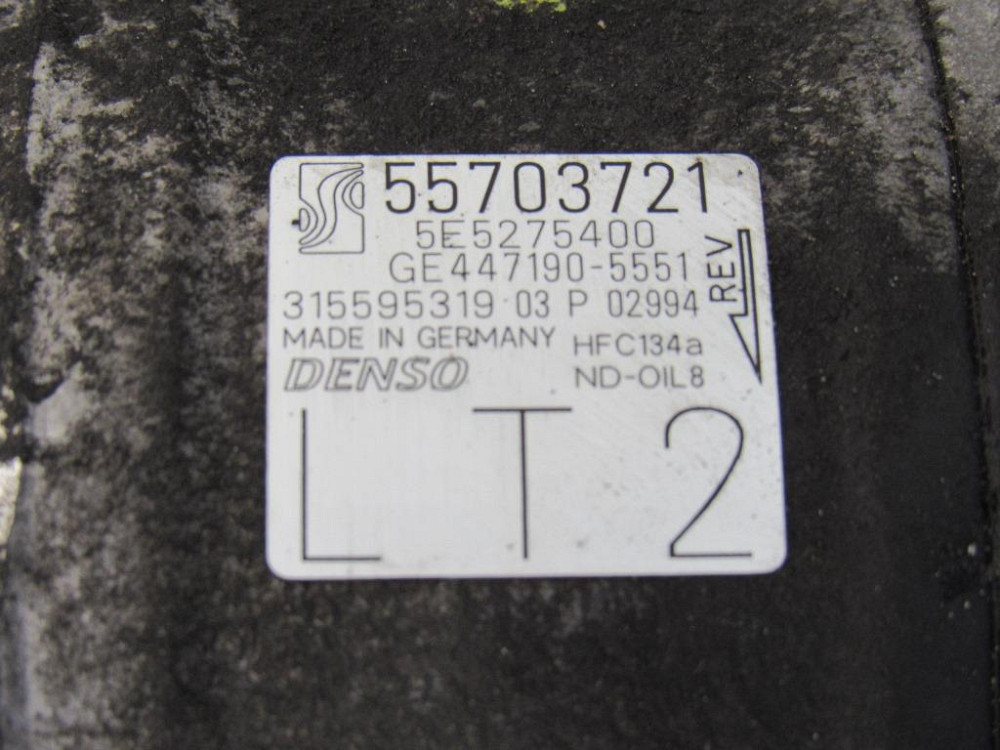 55703721
5E5275400
GE447190-5551
315595319 03 P 02994
REV
MADE IN GERMANY
HFC134a
DENSO
ND-OIL8
LT2